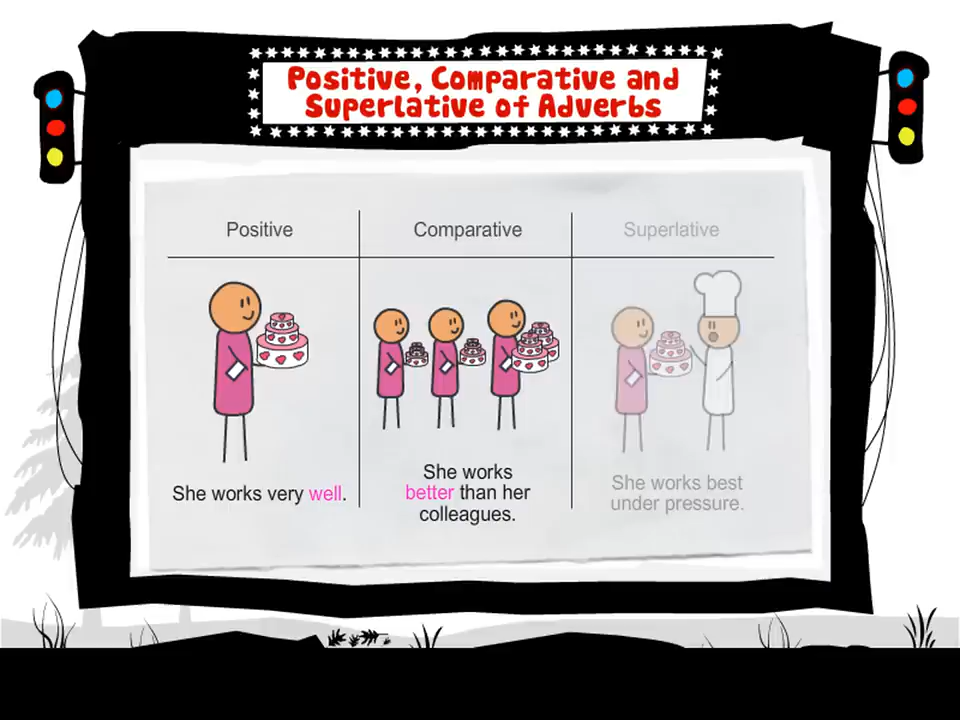 Positive, Comparative and
Superlative of Adverbs
Positive
Comparative
Superlative
She works very well.
She works
better than her
colleagues.
She works best
under pressure.